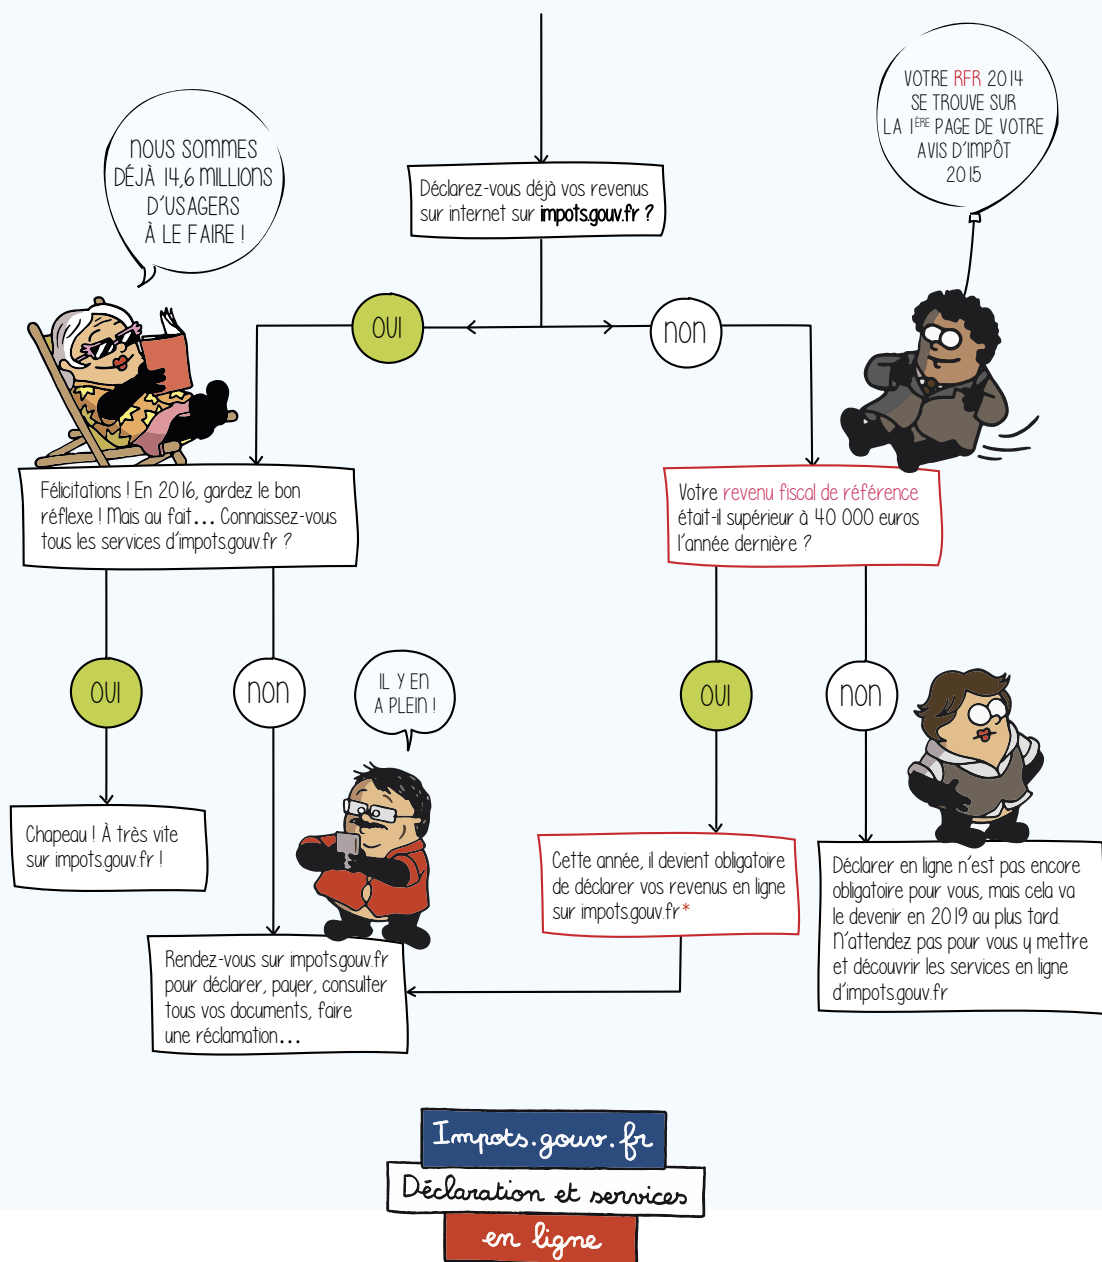 VOTRE RFR 2014
SE TROUVE SUR
LA 1ÈRE PAGE DE VOTRE
AVIS D'IMPÔT
2015
NOUS SOMMES
DÉJÀ 14,6 MILLIONS
D'USAGERS
À LE FAIRE !
Déclarez-vous déjà vos revenus
sur internet sur impots.gouv.fr ?
OUI
NON
Félicitations ! En 2016, gardez le bon
réflexe ! Mais au fait... Connaissez-vous
tous les services d'impots.gouv.fr ?
Votre revenu fiscal de référence
était-il supérieur à 40 000 euros
l'année dernière ?
OUI
NON
IL Y EN
A PLEIN !
OUI
NON
Chapeau ! À très vite
sur impots.gouv.fr !
Cette année, il devient obligatoire
de déclarer vos revenus en ligne
sur impots.gouv.fr*
Déclarer en ligne n'est pas encore
obligatoire pour vous, mais cela va
le devenir en 2019 au plus tard.
N'attendez pas pour vous y mettre
et découvrir les services en ligne
d'impots.gouv.fr
Rendez-vous sur impots.gouv.fr
pour déclarer, payer, consulter
tous vos documents, faire
une réclamation...
Impots.gouv.fr
Déclaration et services
en ligne